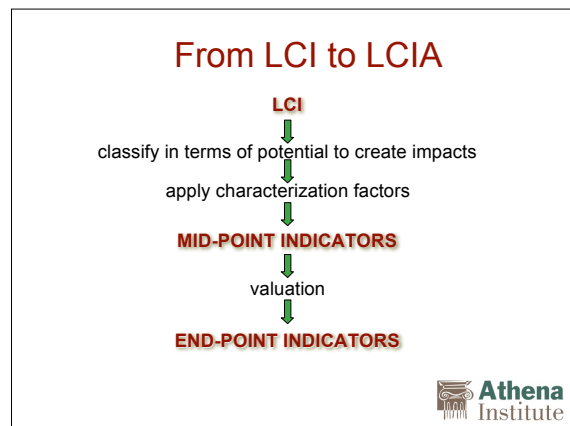 From LCI to LCIA
LCI
classify in terms of potential to create impacts
apply characterization factors
MID-POINT INDICATORS
valuation
END-POINT INDICATORS
Athena
Institute